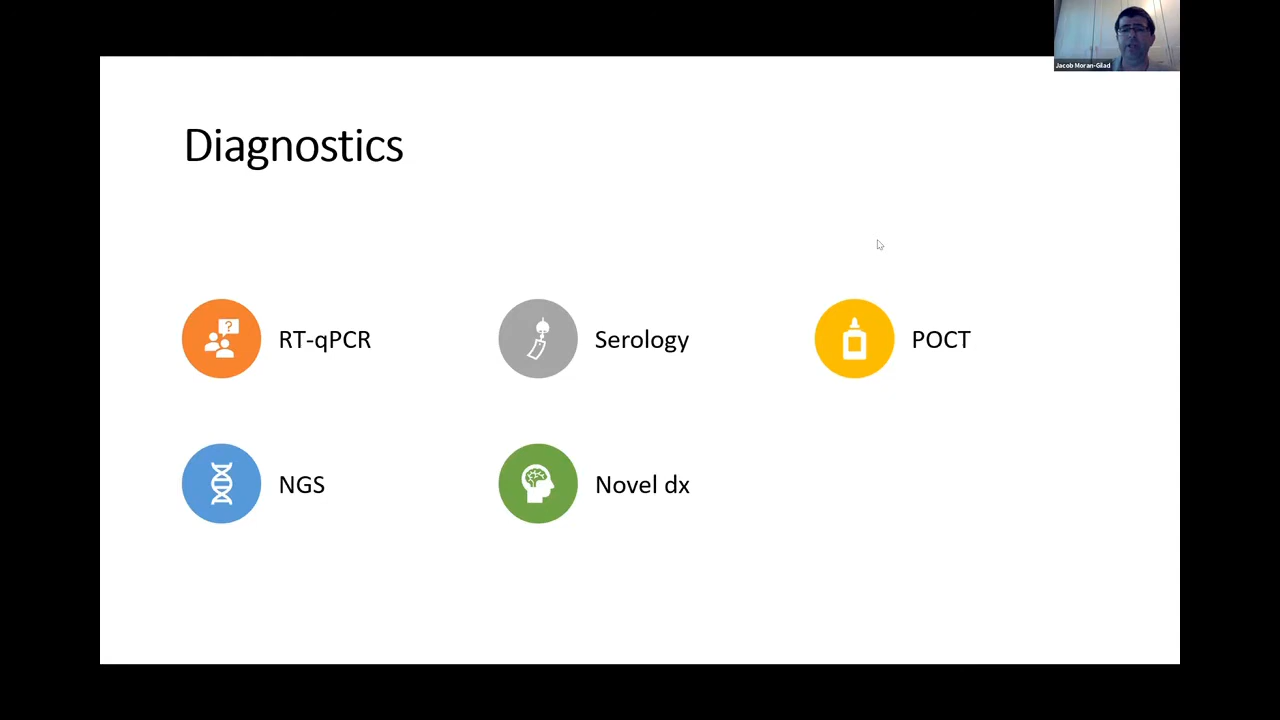 Jacob Moran-Gilad
Diagnostics
?
RT-qPCR
Serology
POCT
NGS
Novel dx